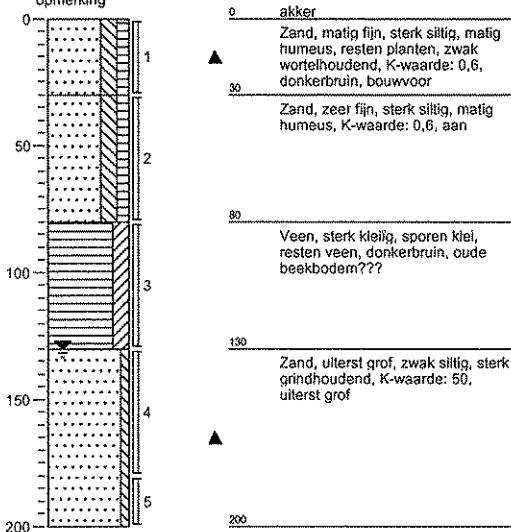 opmerking
0
50
100
150
200
1
2
3
4
5
0 akker
Zand, matig fijn, sterk siltig, matig
humeus, resten planten, zwak
wortelhoudend, K-waarde: 0,6,
donkerbruin, bouwvoor
30
Zand, zeer fijn, sterk siltig, matig
humeus, K-waarde: 0,6, aan
80
Veen, sterk kleiïg, sporen klei,
resten veen, donkerbruin, oude
beekbodem???
130
Zand, uiterst grof, zwak siltig, sterk
grindhoudend, K-waarde: 50,
uiterst grof
200